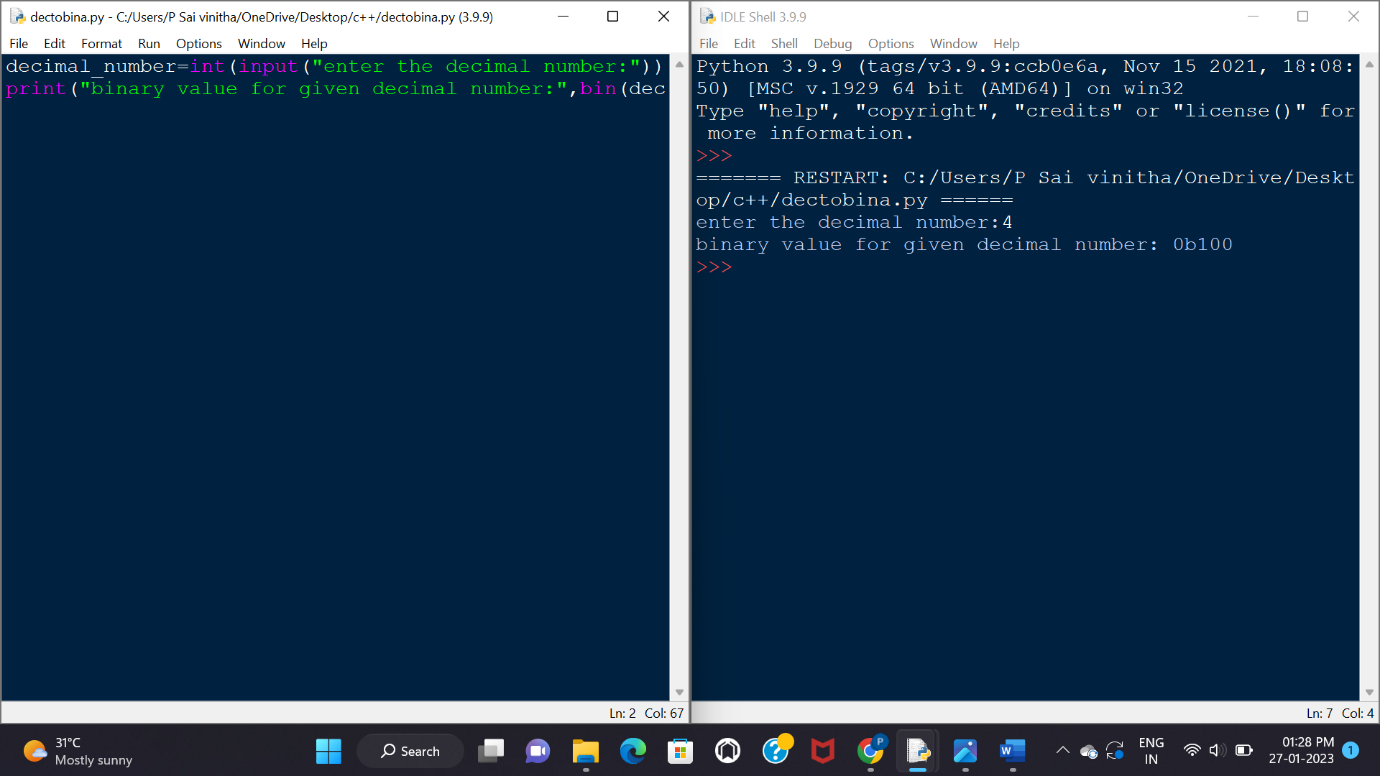 dectobina.py - C:/Users/P Sai vinitha/OneDrive/Desktop/c++/dectobina.py (3.9.9)
File Edit Format Run Options Window Help
decimal_number=int(input("enter the decimal number:"))
print("binary value for given decimal number:",bin(dec
Ln: 2 Col: 67
IDLE Shell 3.9.9
File Edit Shell Debug Options Window Help
Python 3.9.9 (tags/v3.9.9:ccb0e6a, Nov 15 2021, 18:08:
50) [MSC v.1929 64 bit (AMD64)] on win32
Type "help", "copyright", "credits" or "license()" for
more information.
>>>
======= RESTART: C:/Users/P Sai vinitha/OneDrive/Deskt
op/c++/dectobina.py ======
enter the decimal number:4
binary value for given decimal number: 0b100
>>>
Ln: 7 Col: 4
31°C
Mostly sunny
Search
P
W
ENG
IN
01:28 PM
27-01-2023
1